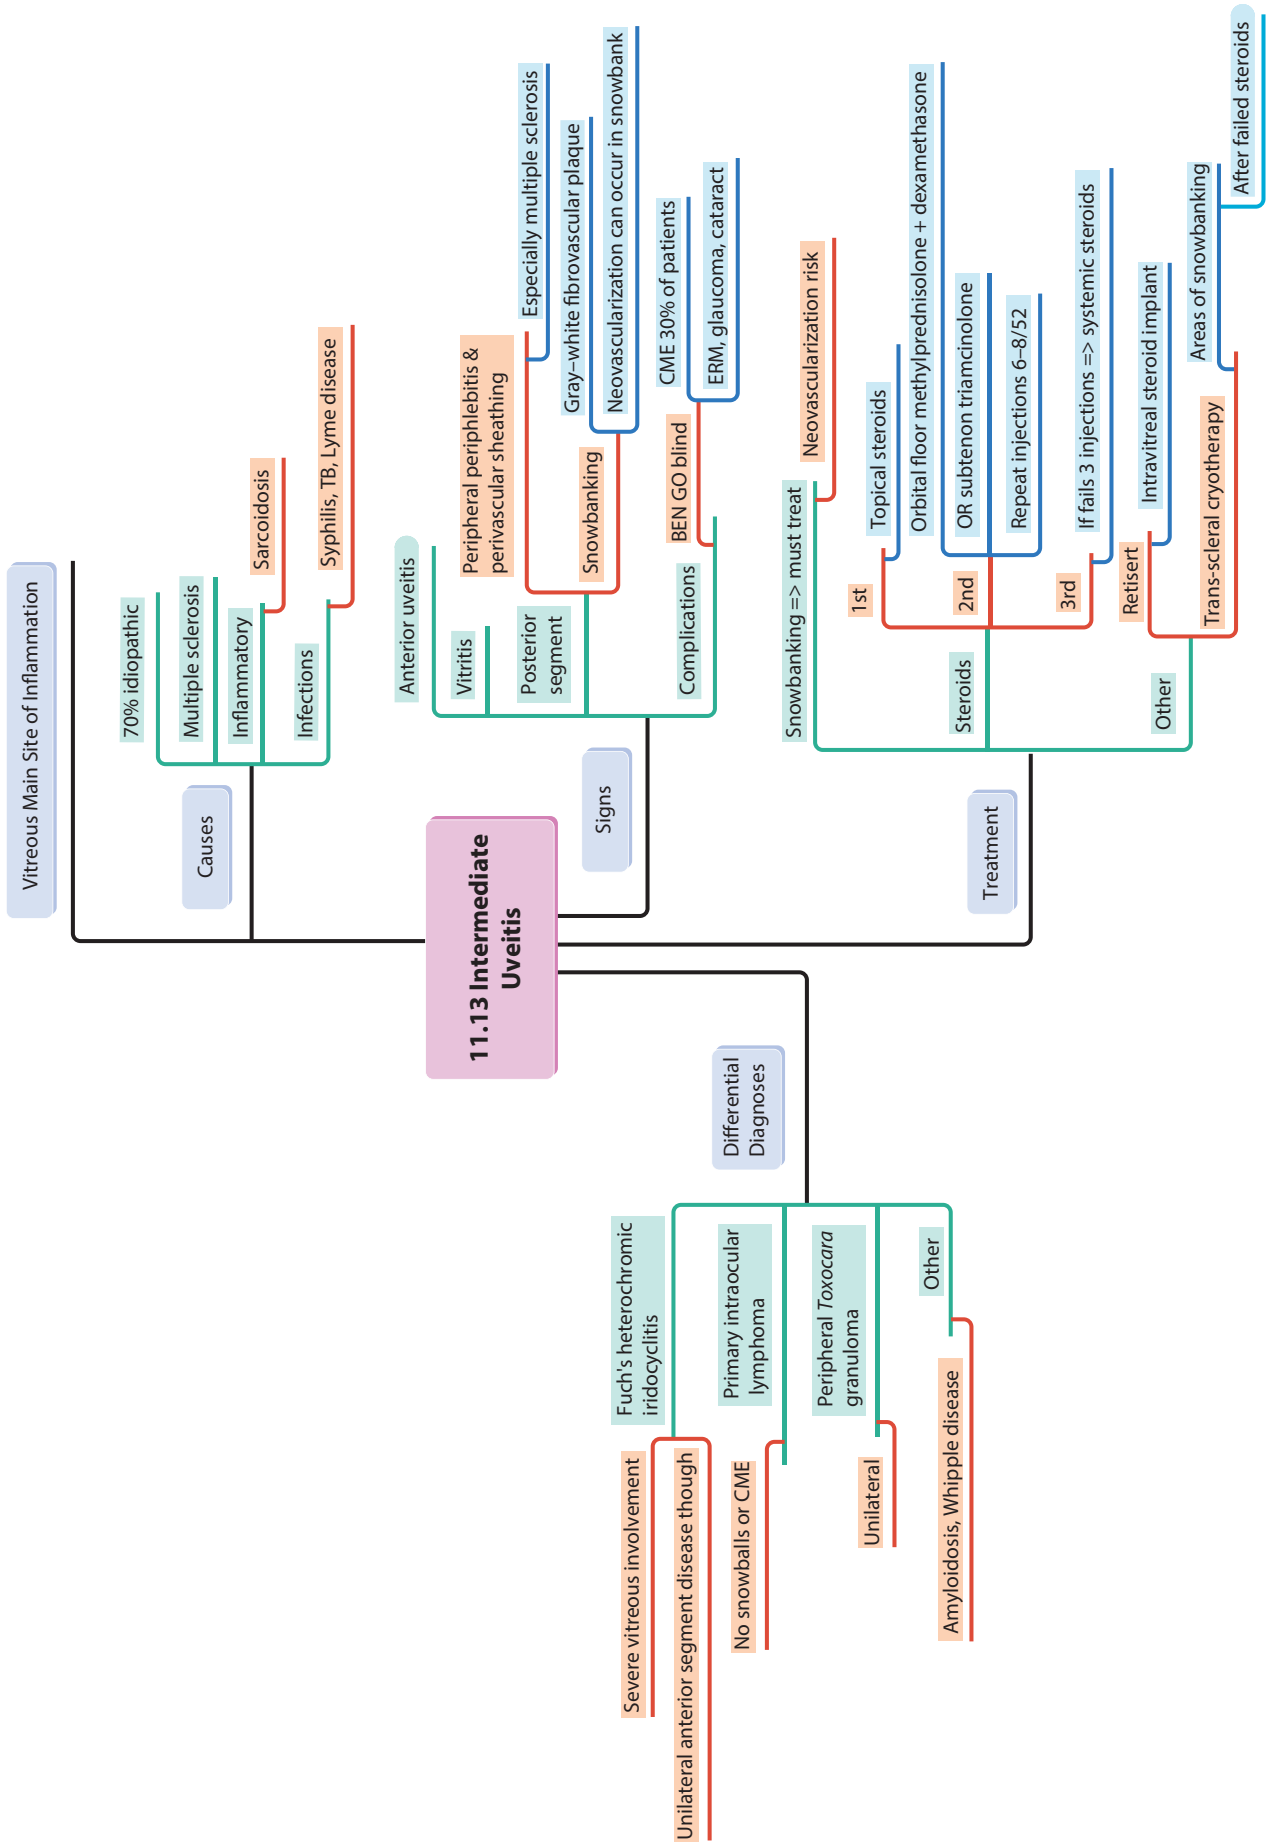 11.13 Intermediate
Uveitis
Vitreous Main Site of Inflammation
Causes
70% idiopathic
Multiple sclerosis
Inflammatory
Sarcoidosis
Infections
Syphilis, TB, Lyme disease
Signs
Anterior uveitis
Vitritis
Posterior
segment
Peripheral periphlebitis &
perivascular sheathing
Especially multiple sclerosis
Snowbanking
Gray–white fibrovascular plaque
Neovascularization can occur in snowbank
Complications
BEN GO blind
CME 30% of patients
ERM, glaucoma, cataract
Treatment
Snowbanking => must treat
Neovascularization risk
Steroids
1st
Topical steroids
2nd
Orbital floor methylprednisolone + dexamethasone
OR subtenon triamcinolone
Repeat injections 6–8/52
3rd
If fails 3 injections => systemic steroids
Other
Retisert
Intravitreal steroid implant
Trans-scleral cryotherapy
Areas of snowbanking
After failed steroids
Differential
Diagnoses
Fuch's heterochromic
iridocyclitis
Severe vitreous involvement
Unilateral anterior segment disease though
Primary intraocular
lymphoma
No snowballs or CME
Peripheral Toxocara
granuloma
Unilateral
Other
Amyloidosis, Whipple disease